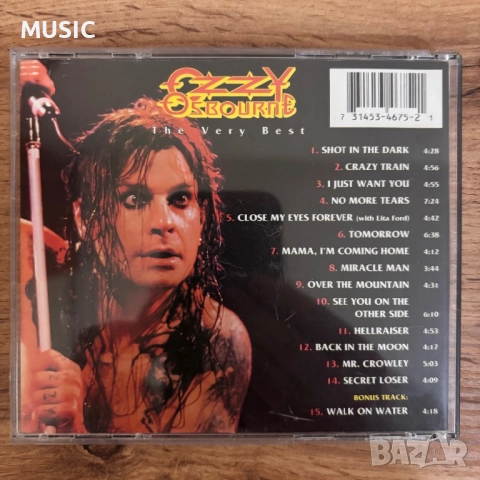 MUSIC
OZZY
OSBOURNE
The Very Best
7 31453-4675-2 1
1. SHOT IN THE DARK 4:28
2. CRAZY TRAIN 4:56
3. I JUST WANT YOU 4:55
4. NO MORE TEARS 7:24
5. CLOSE MY EYES FOREVER (with Lita Ford) 4:42
6. TOMORROW 6:38
7. MAMA, I'M COMING HOME 4:12
8. MIRACLE MAN 3:44
9. OVER THE MOUNTAIN 4:31
10. SEE YOU ON THE
OTHER SIDE 6:10
11. HELLRAISER 4:53
12. BACK IN THE MOON 4:17
13. MR. CROWLEY 5:03
14. SECRET LOSER 4:09
BONUS TRACK:
15. WALK ON WATER 4:18
BAZAR